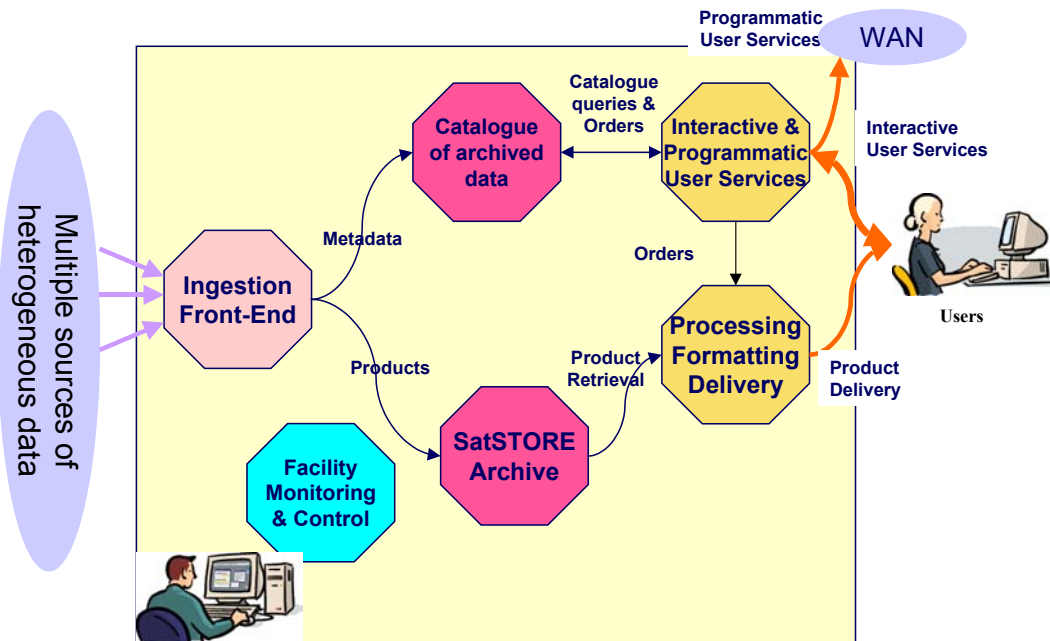 Programmatic
User Services
WAN
Multiple sources of
heterogeneous data
Catalogue
of archived
data
Catalogue
queries &
Orders
Interactive &
Programmatic
User Services
Interactive
User Services
Metadata
Ingestion
Front-End
Orders
Users
Products
Product
Retrieval
Processing
Formatting
Delivery
Product
Delivery
SatSTORE
Archive
Facility
Monitoring
& Control